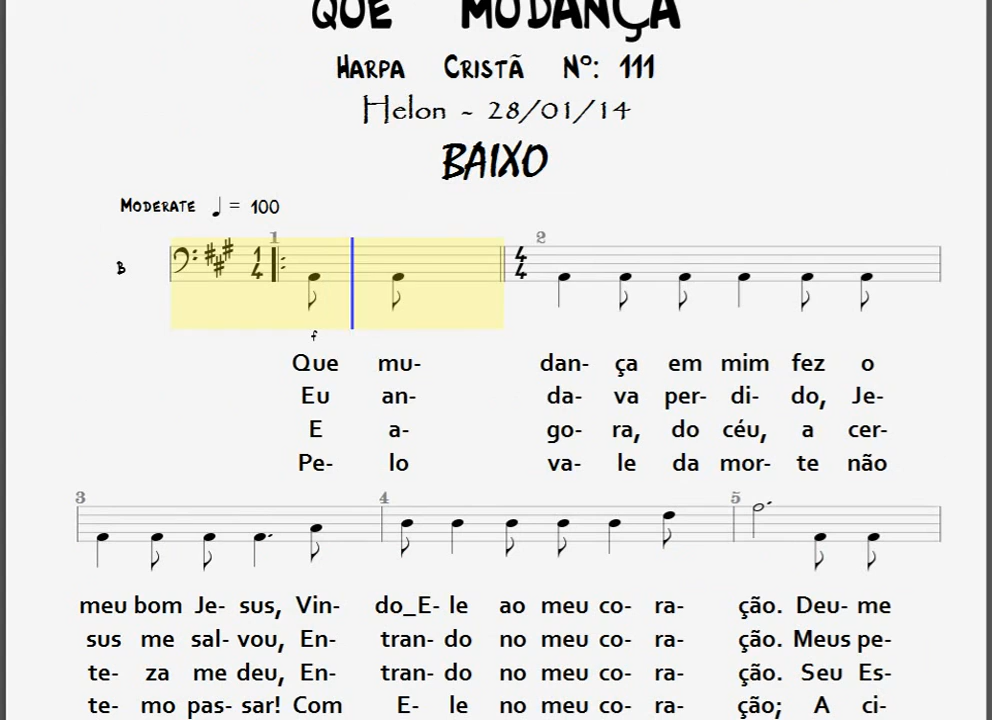 QUE MUDANÇA
HARPA CRISTÃ Nº: 111
Helon ~ 28/01/14
BAIXO
MODERATE ♩ = 100
1 2
B 1 4 4 4
f
Que mu- dan- ça em mim fez o
Eu an- da- va per- di- do, Je-
E a- go- ra, do céu, a cer-
Pe- lo va- le da mor- te não
3 4 5
meu bom Je- sus, Vin- do_E- le ao meu co- ra- ção. Deu- me
sus me sal- vou, En- tran- do no meu co- ra- ção. Meus pe-
te- za me deu, En- tran- do no meu co- ra- ção. Seu Es-
te- mo pas- sar! Com E- le no meu co- ra- ção; A ci-